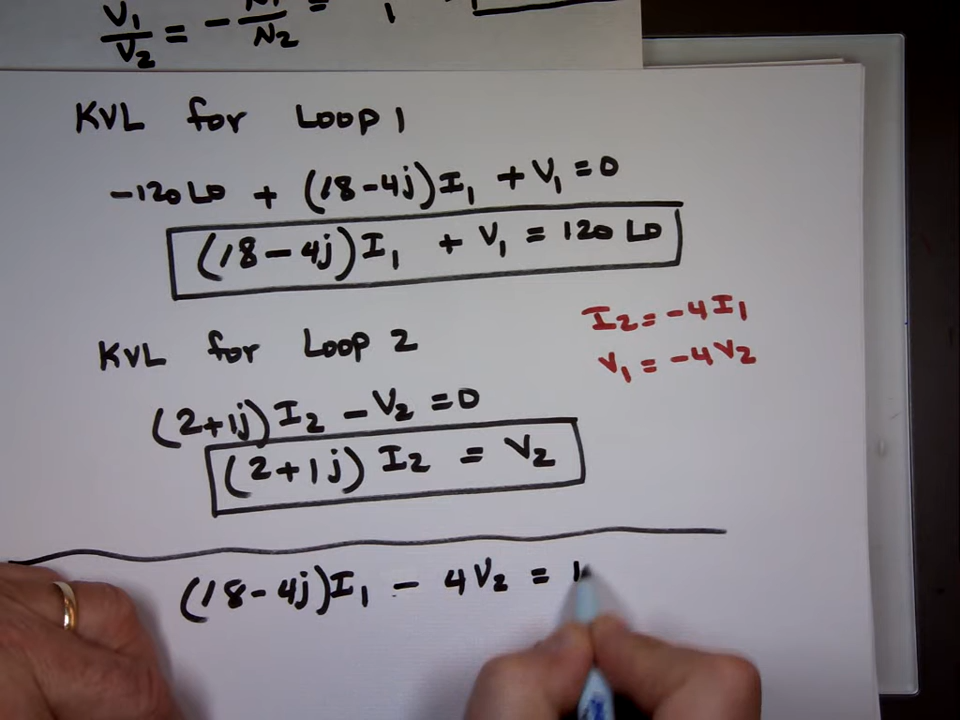 V₁/V₂ = -N₁/N₂ = 1
KVL for Loop 1
-120∠0 + (18-4j)I₁ + V₁ = 0
(18-4j)I₁ + V₁ = 120∠0
I₂ = -4I₁
V₁ = -4V₂
KVL for Loop 2
(2+1j)I₂ - V₂ = 0
(2+1j)I₂ = V₂
(18-4j)I₁ - 4V₂ = 1